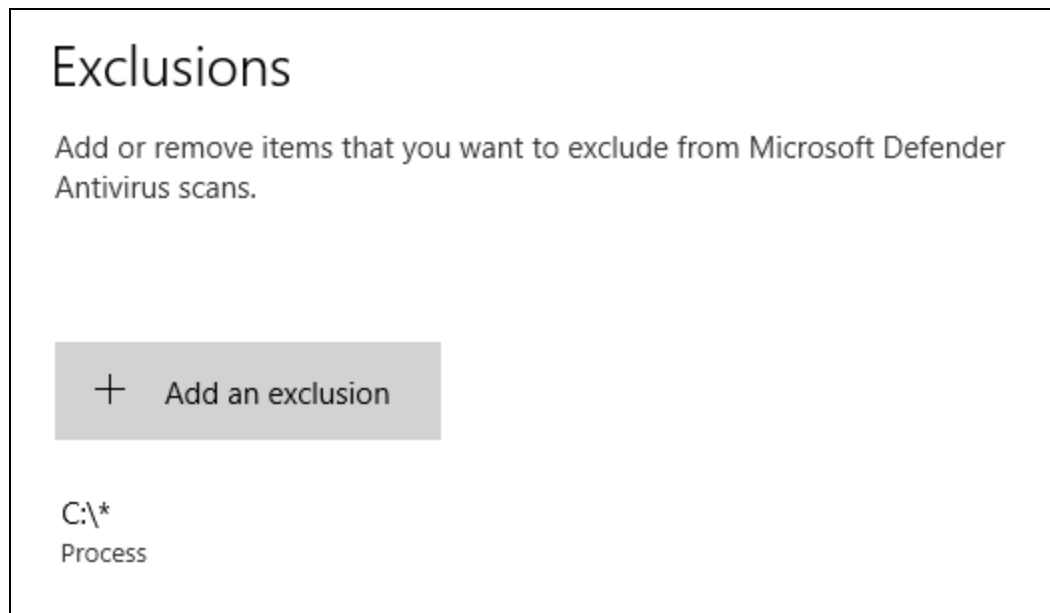 Exclusions
Add or remove items that you want to exclude from Microsoft Defender
Antivirus scans.
+ Add an exclusion
C:\*
Process